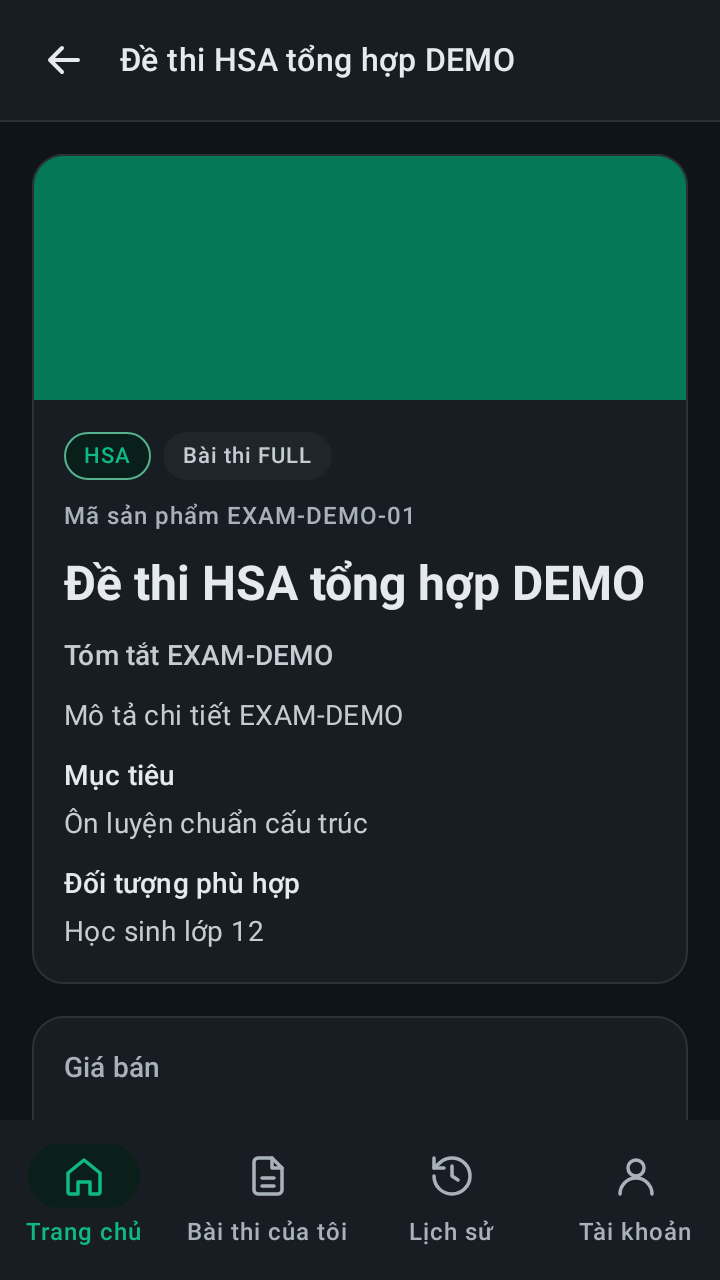 Đề thi HSA tổng hợp DEMO
HSA
Bài thi FULL
Mã sản phẩm EXAM-DEMO-01
Đề thi HSA tổng hợp DEMO
Tóm tắt EXAM-DEMO
Mô tả chi tiết EXAM-DEMO
Mục tiêu
Ôn luyện chuẩn cấu trúc
Đối tượng phù hợp
Học sinh lớp 12
Giá bán
Trang chủ
Bài thi của tôi
Lịch sử
Tài khoản